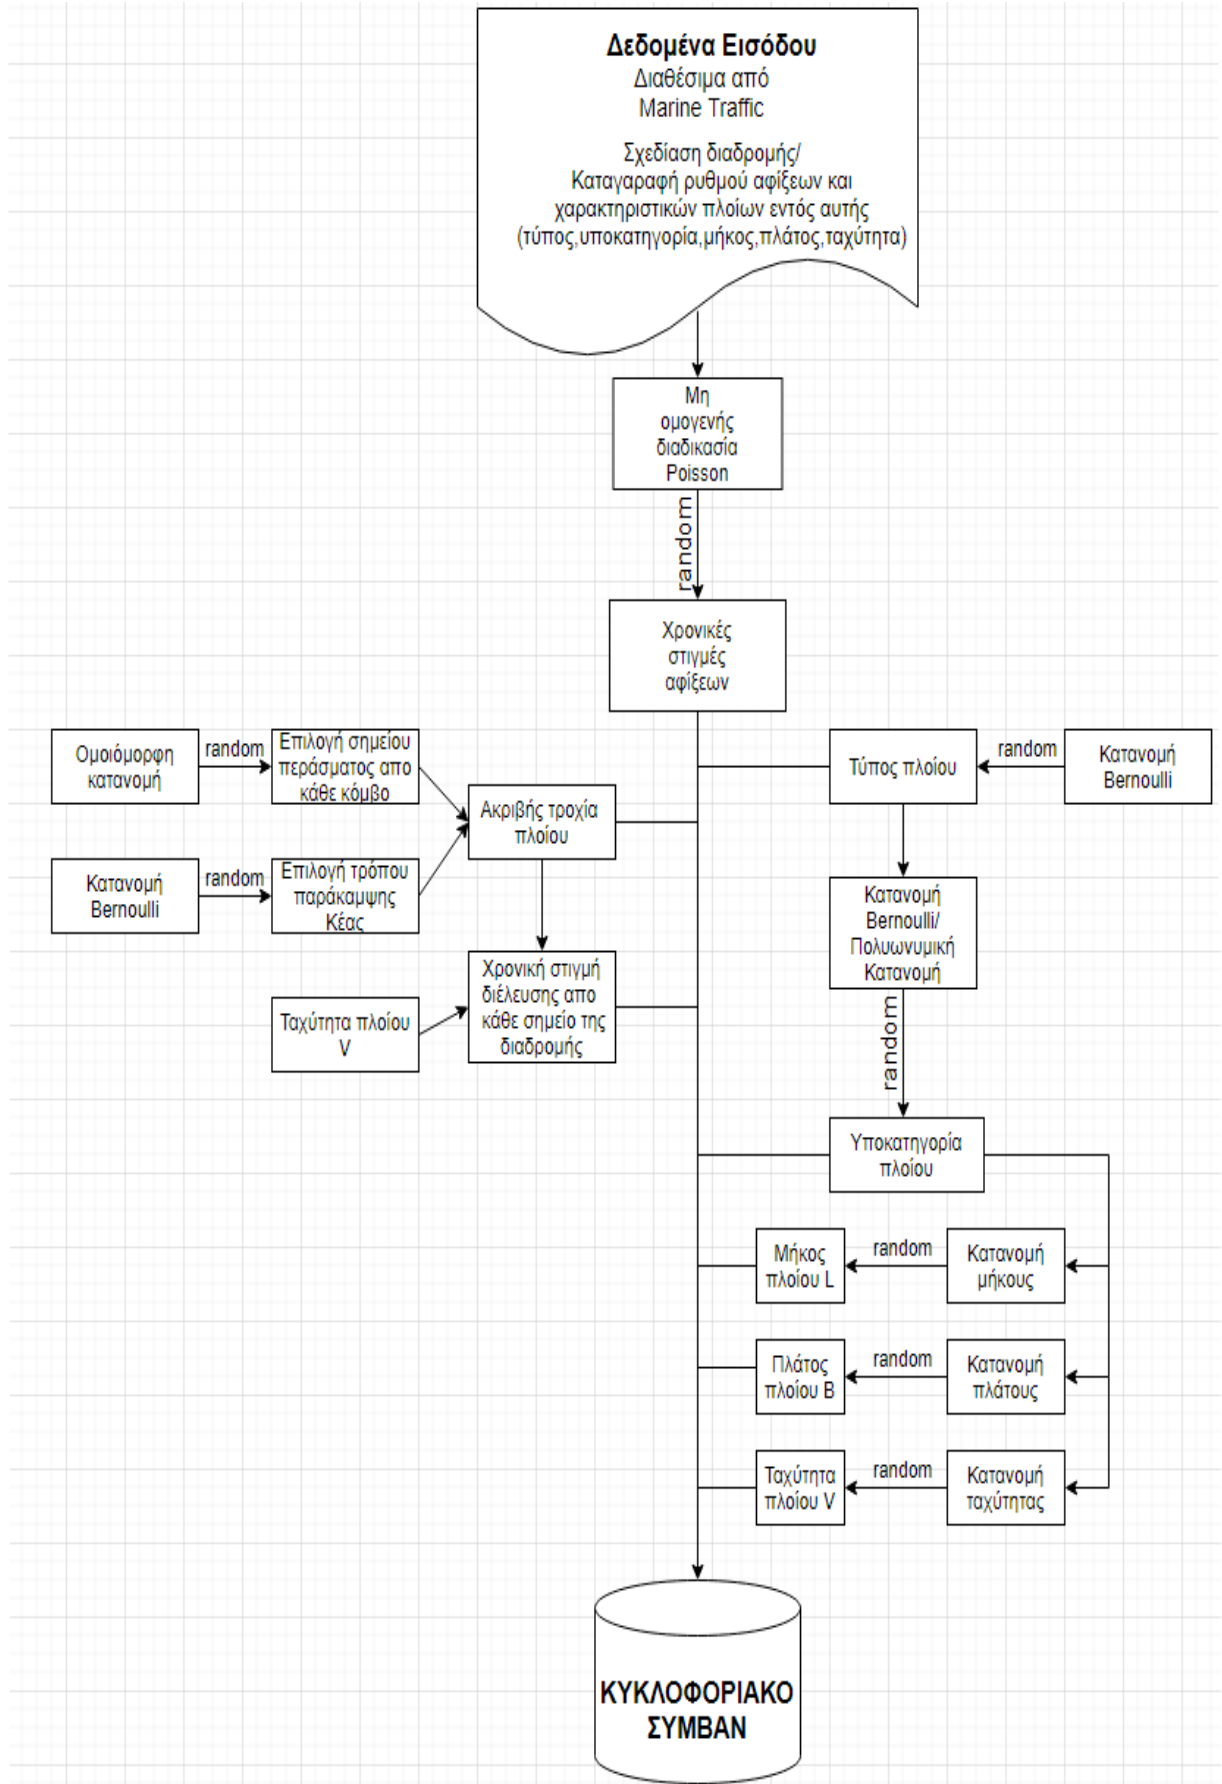 Δεδομένα Εισόδου
Διαθέσιμα από
Marine Traffic
Σχεδίαση διαδρομής/
Καταγαραφή ρυθμού αφίξεων και
χαρακτηριστικών πλοίων εντός αυτής
(τύπος,υποκατηγορία,μήκος,πλάτος,ταχύτητα)
Μη
ομογενής
διαδικασία
Poisson
random
Χρονικές
στιγμές
αφίξεων
Ομοιόμορφη
κατανομή
random
Επιλογή σημείου
περάσματος απο
κάθε κόμβο
Κατανομή
Bernoulli
random
Επιλογή τρόπου
παράκαμψης
Κέας
Ακριβής τροχία
πλοίου
Ταχύτητα πλοίου
V
Χρονική στιγμή
διέλευσης απο
κάθε σημείο της
διαδρομής
Τύπος πλοίου
random
Κατανομή
Bernoulli
Κατανομή
Bernoulli/
Πολυωνυμική
Κατανομή
random
Υποκατηγορία
πλοίου
Μήκος
πλοίου L
random
Κατανομή
μήκους
Πλάτος
πλοίου B
random
Κατανομή
πλάτους
Ταχύτητα
πλοίου V
random
Κατανομή
ταχύτητας
ΚΥΚΛΟΦΟΡΙΑΚΟ
ΣΥΜΒΑΝ